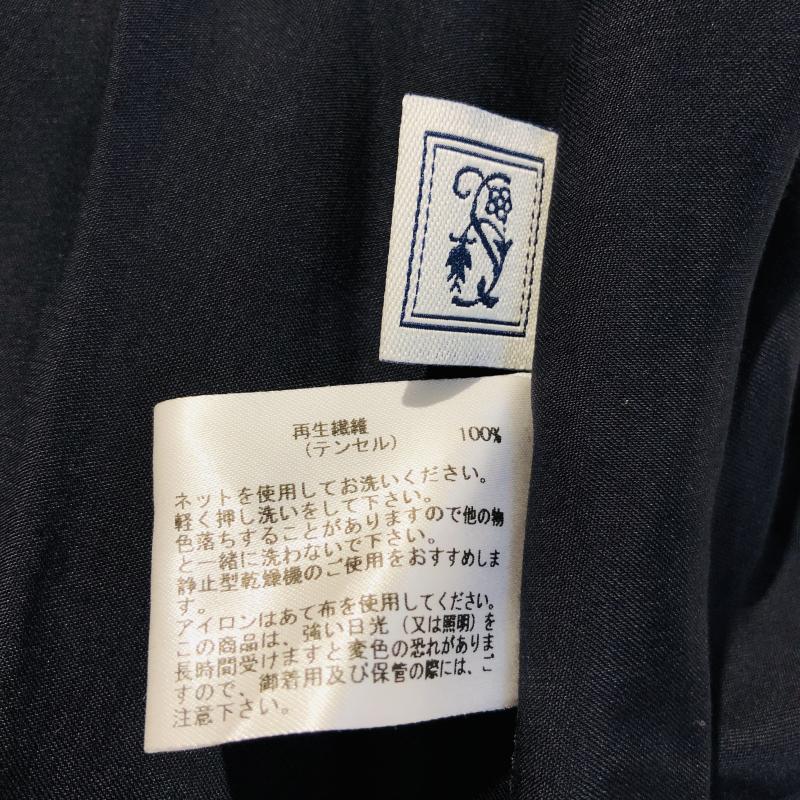 再生繊維
（テンセル） 100%
ネットを使用してお洗いください。
軽く押し洗いをして下さい。
色落ちすることがありますので他の物
と一緒に洗わないで下さい。
静止型乾燥機のご使用をおすすめしま
す。
アイロンはあて布を使用してください。
この商品は、強い日光（又は照明）を
長時間受けますと変色の恐れがありま
すので、御着用及び保管の際には、ご
注意下さい。